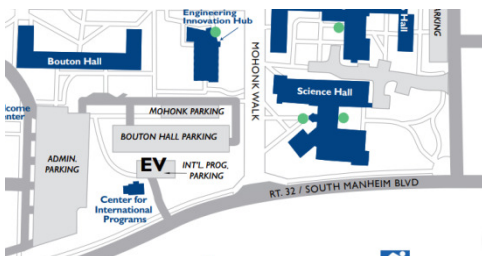 Engineering
Innovation Hub
Hall
PARKING
Bouton Hall
MOHONK WALK
Science Hall
enter
MOHONK PARKING
BOUTON HALL PARKING
ADMIN.
PARKING
EV
INT'L. PROG.
PARKING
Center for
International
Programs
RT. 32 / SOUTH MANHEIM BLVD